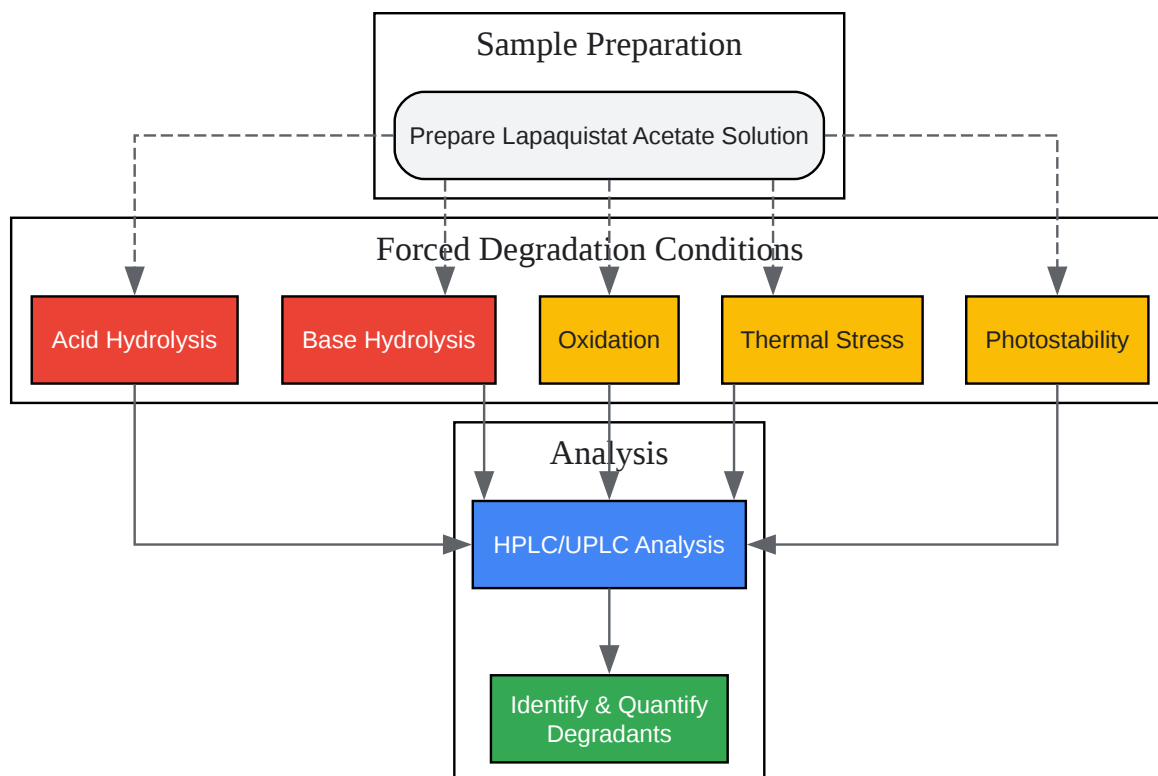 Sample Preparation
Prepare Lapaquistat Acetate Solution
Forced Degradation Conditions
Acid Hydrolysis
Base Hydrolysis
Oxidation
Thermal Stress
Photostability
Analysis
HPLC/UPLC Analysis
Identify & Quantify
Degradants